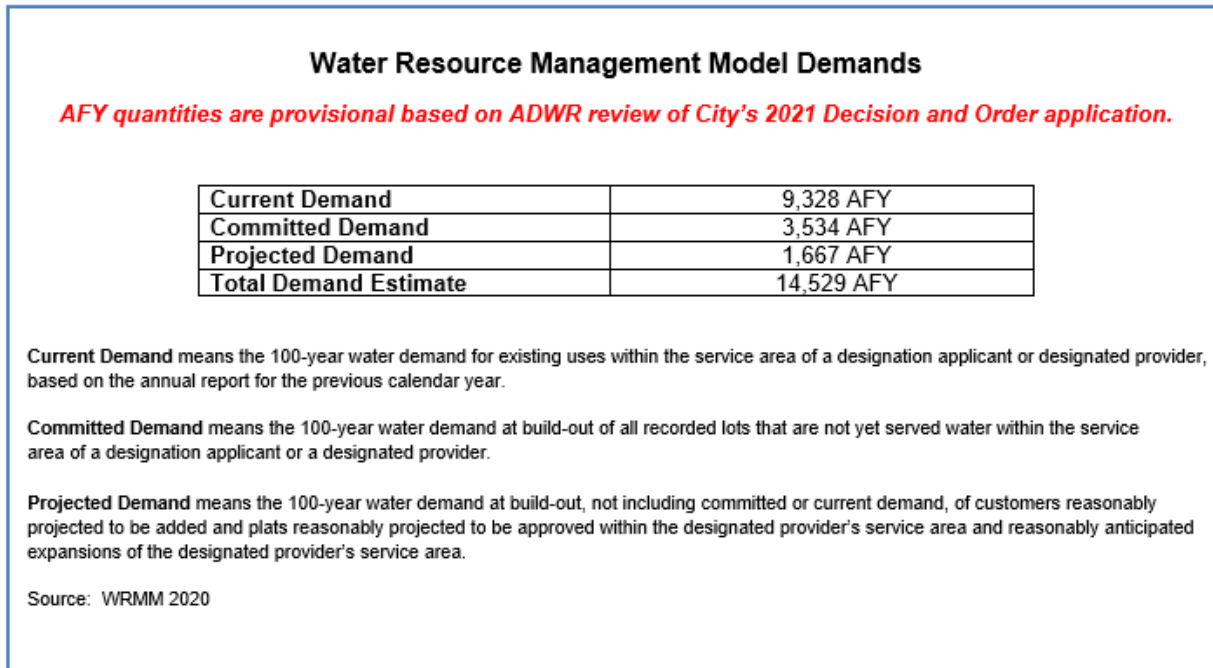 Water Resource Management Model Demands
AFY quantities are provisional based on ADWR review of City's 2021 Decision and Order application.
Current Demand 9,328 AFY
Committed Demand 3,534 AFY
Projected Demand 1,667 AFY
Total Demand Estimate 14,529 AFY
Current Demand means the 100-year water demand for existing uses within the service area of a designation applicant or designated provider,
based on the annual report for the previous calendar year.
Committed Demand means the 100-year water demand at build-out of all recorded lots that are not yet served water within the service
area of a designation applicant or a designated provider.
Projected Demand means the 100-year water demand at build-out, not including committed or current demand, of customers reasonably
projected to be added and plats reasonably projected to be approved within the designated provider's service area and reasonably anticipated
expansions of the designated provider's service area.
Source: WRMM 2020